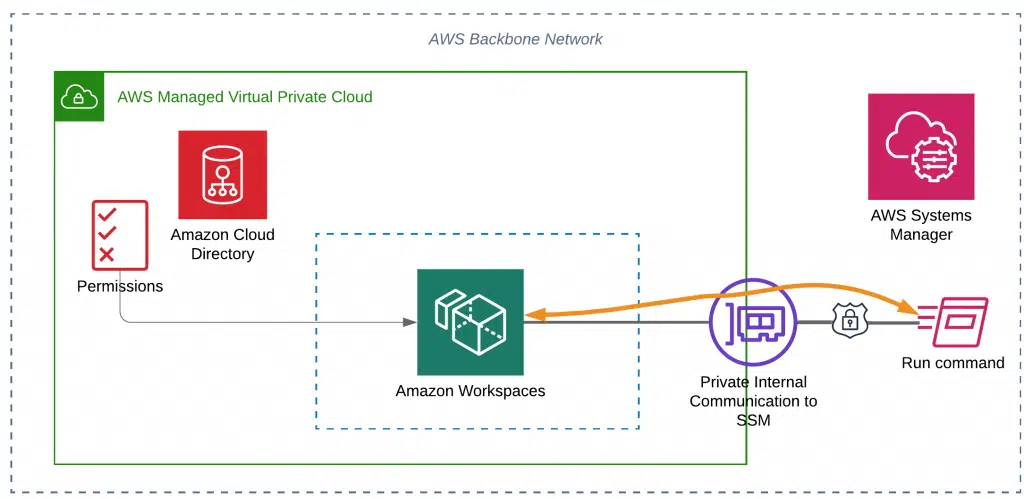 AWS Backbone Network
AWS Managed Virtual Private Cloud
Amazon Cloud
Directory
Permissions
Amazon Workspaces
Private Internal
Communication to
SSM
AWS Systems
Manager
Run command